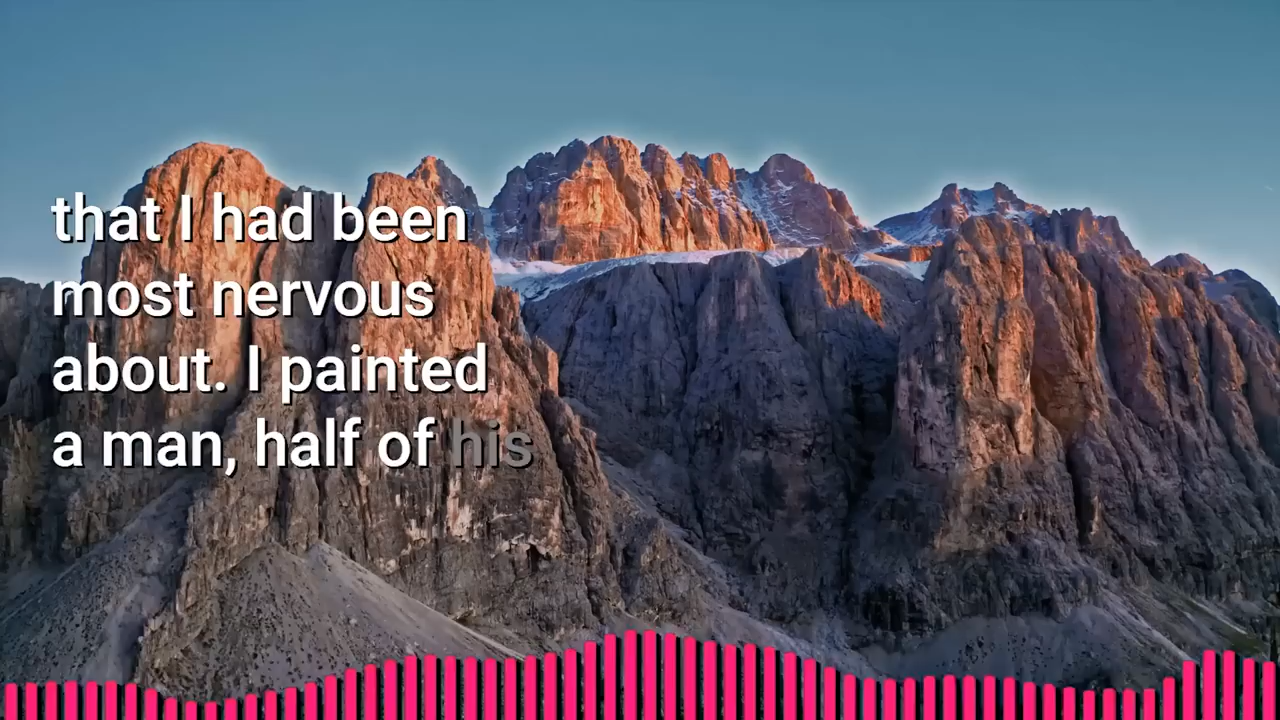 that I had been
most nervous
about. I painted
a man, half of his